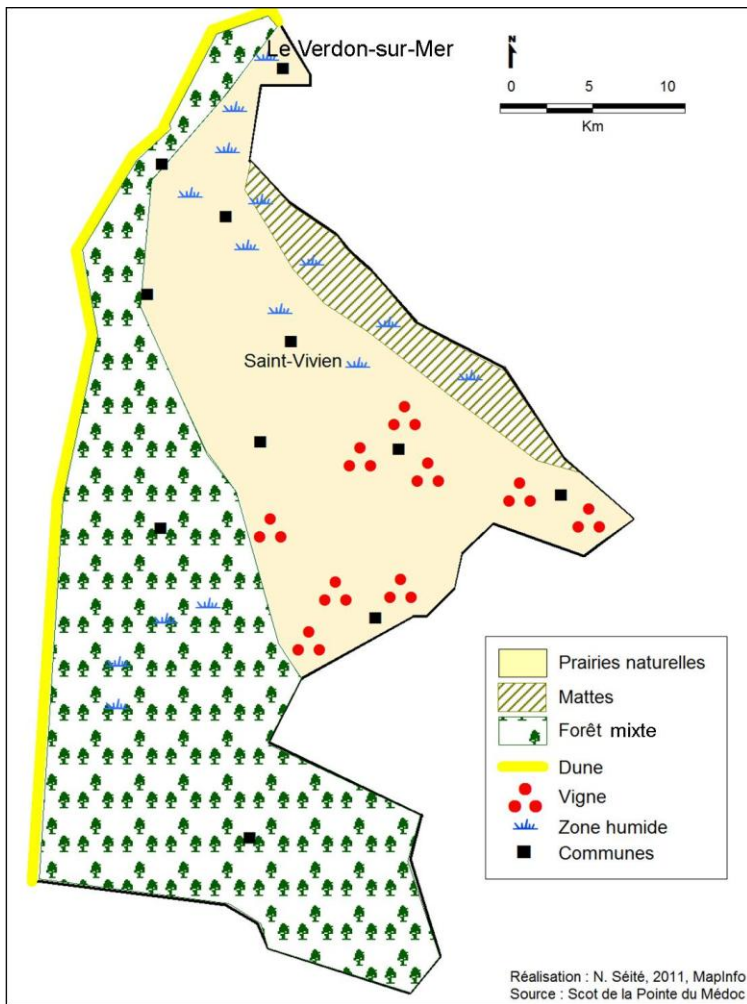 Le Verdon-sur-Mer
N
0 5 10
Km
Saint-Vivien
Prairies naturelles
Mattes
Forêt mixte
Dune
Vigne
Zone humide
Communes
Réalisation : N. Séité, 2011, MapInfo
Source : Scot de la Pointe du Médoc